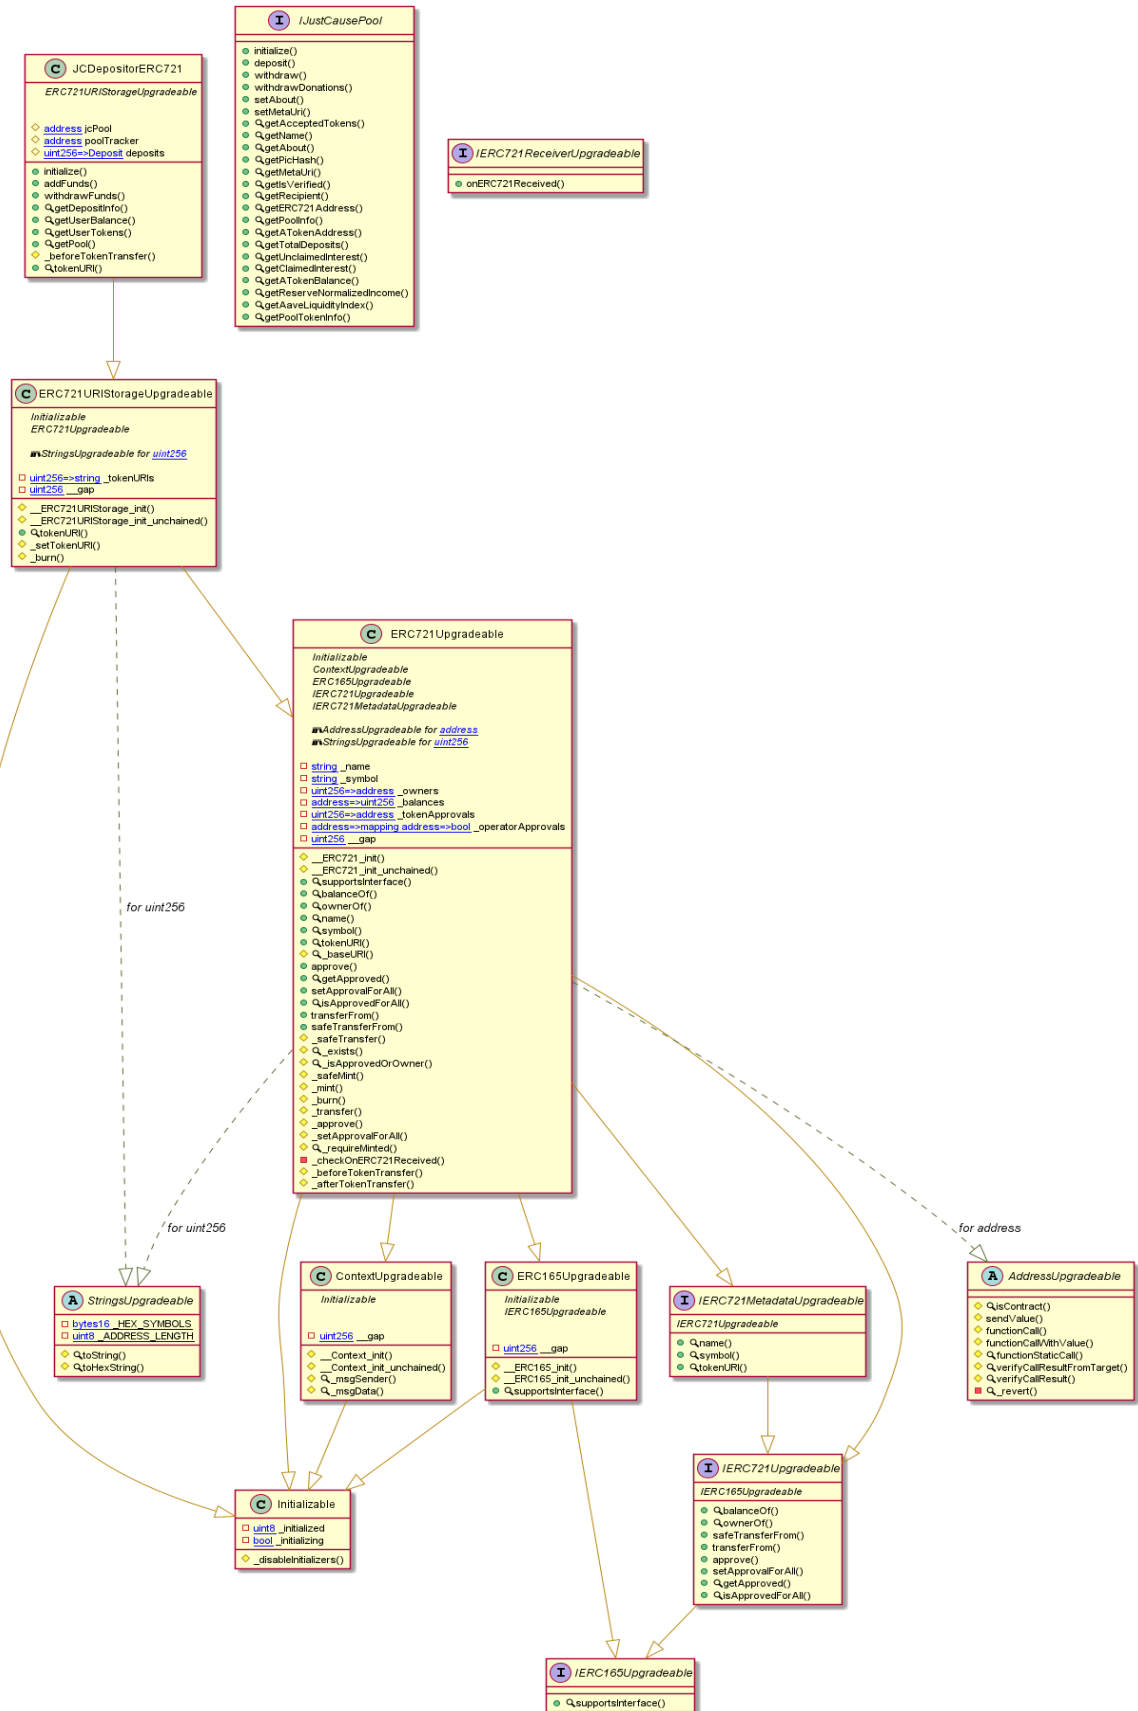 C JCDepositorERC721
ERC721URIStorageUpgradeable
address jcPool
address poolTracker
uint256=>Deposit deposits
initialize()
addFunds()
withdrawFunds()
getDepositInfo()
getUserBalance()
getUserTokens()
getPool()
_beforeTokenTransfer()
tokenURI()
I IJustCausePool
initialize()
deposit()
withdraw()
withdrawDonations()
setAbout()
setMetaUri()
getAcceptedTokens()
getName()
getAbout()
getPicHash()
getMetaUri()
getIsVerified()
getRecipient()
getERC721Address()
getPoolInfo()
getATokenAddress()
getTotalDeposits()
getUnclaimedInterest()
getClaimedInterest()
getATokenBalance()
getReserveNormalizedIncome()
getAaveLiquidityIndex()
getPoolTokenInfo()
I IERC721ReceiverUpgradeable
onERC721Received()
C ERC721URIStorageUpgradeable
Initializable
ERC721Upgradeable
StringsUpgradeable for uint256
uint256=>string _tokenURIs
uint256 __gap
__ERC721URIStorage_init()
__ERC721URIStorage_init_unchained()
tokenURI()
_setTokenURI()
_burn()
C ERC721Upgradeable
Initializable
ContextUpgradeable
ERC165Upgradeable
IERC721Upgradeable
IERC721MetadataUpgradeable
AddressUpgradeable for address
StringsUpgradeable for uint256
string _name
string _symbol
uint256=>address _owners
address=>uint256 _balances
uint256=>address _tokenApprovals
address=>mapping address=>bool _operatorApprovals
uint256 __gap
__ERC721_init()
__ERC721_init_unchained()
supportsInterface()
balanceOf()
ownerOf()
name()
symbol()
tokenURI()
_baseURI()
approve()
getApproved()
setApprovalForAll()
isApprovedForAll()
transferFrom()
safeTransferFrom()
_safeTransfer()
_exists()
_isApprovedOrOwner()
_safeMint()
_mint()
_burn()
_transfer()
_approve()
_setApprovalForAll()
_requireMinted()
_checkOnERC721Received()
_beforeTokenTransfer()
_afterTokenTransfer()
for uint256
for uint256
for address
A StringsUpgradeable
bytes16 _HEX_SYMBOLS
uint8 _ADDRESS_LENGTH
toString()
toHexString()
C ContextUpgradeable
Initializable
uint256 __gap
__Context_init()
__Context_init_unchained()
_msgSender()
_msgData()
C ERC165Upgradeable
Initializable
IERC165Upgradeable
uint256 __gap
__ERC165_init()
__ERC165_init_unchained()
supportsInterface()
I IERC721MetadataUpgradeable
IERC721Upgradeable
name()
symbol()
tokenURI()
A AddressUpgradeable
isContract()
sendValue()
functionCall()
functionCallWithValue()
functionStaticCall()
verifyCallResultFromTarget()
verifyCallResult()
_revert()
C Initializable
uint8 _initialized
bool _initializing
_disableInitializers()
I IERC721Upgradeable
IERC165Upgradeable
balanceOf()
ownerOf()
safeTransferFrom()
transferFrom()
approve()
setApprovalForAll()
getApproved()
isApprovedForAll()
I IERC165Upgradeable
supportsInterface()